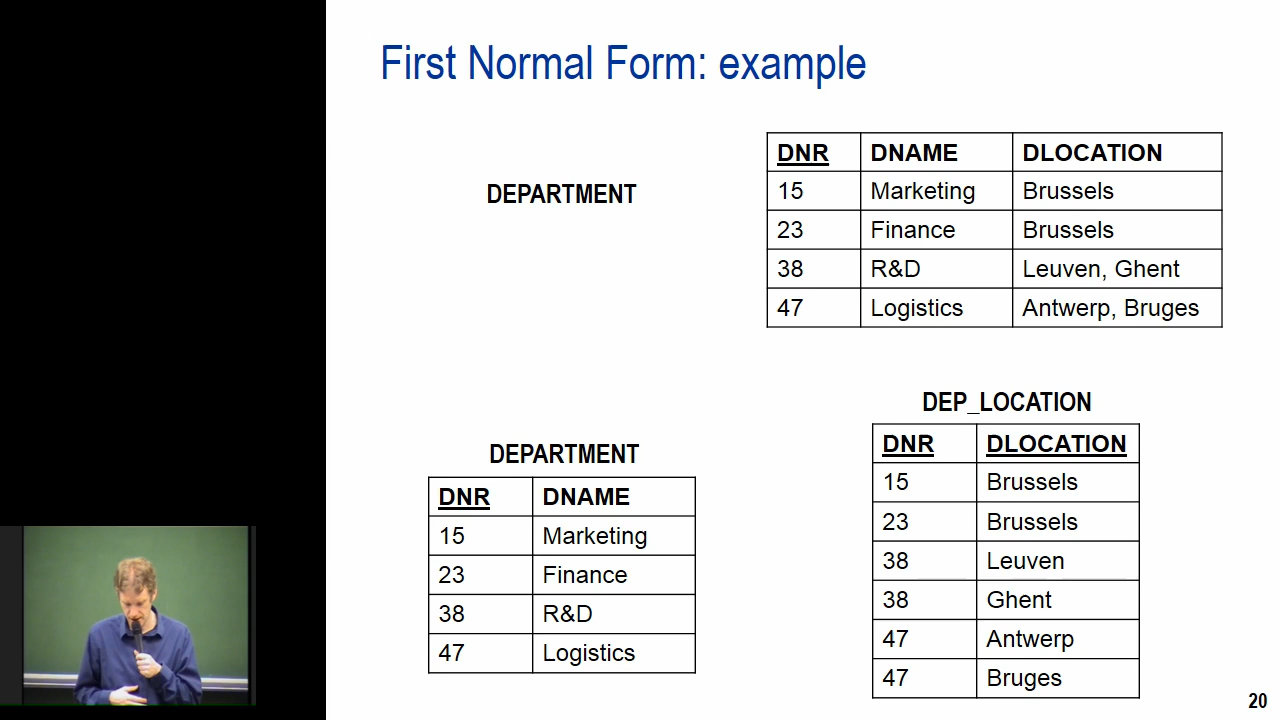 First Normal Form: example
DEPARTMENT
DNR DNAME DLOCATION
15 Marketing Brussels
23 Finance Brussels
38 R&D Leuven, Ghent
47 Logistics Antwerp, Bruges
DEPARTMENT
DNR DNAME
15 Marketing
23 Finance
38 R&D
47 Logistics
DEP_LOCATION
DNR DLOCATION
15 Brussels
23 Brussels
38 Leuven
38 Ghent
47 Antwerp
47 Bruges
20